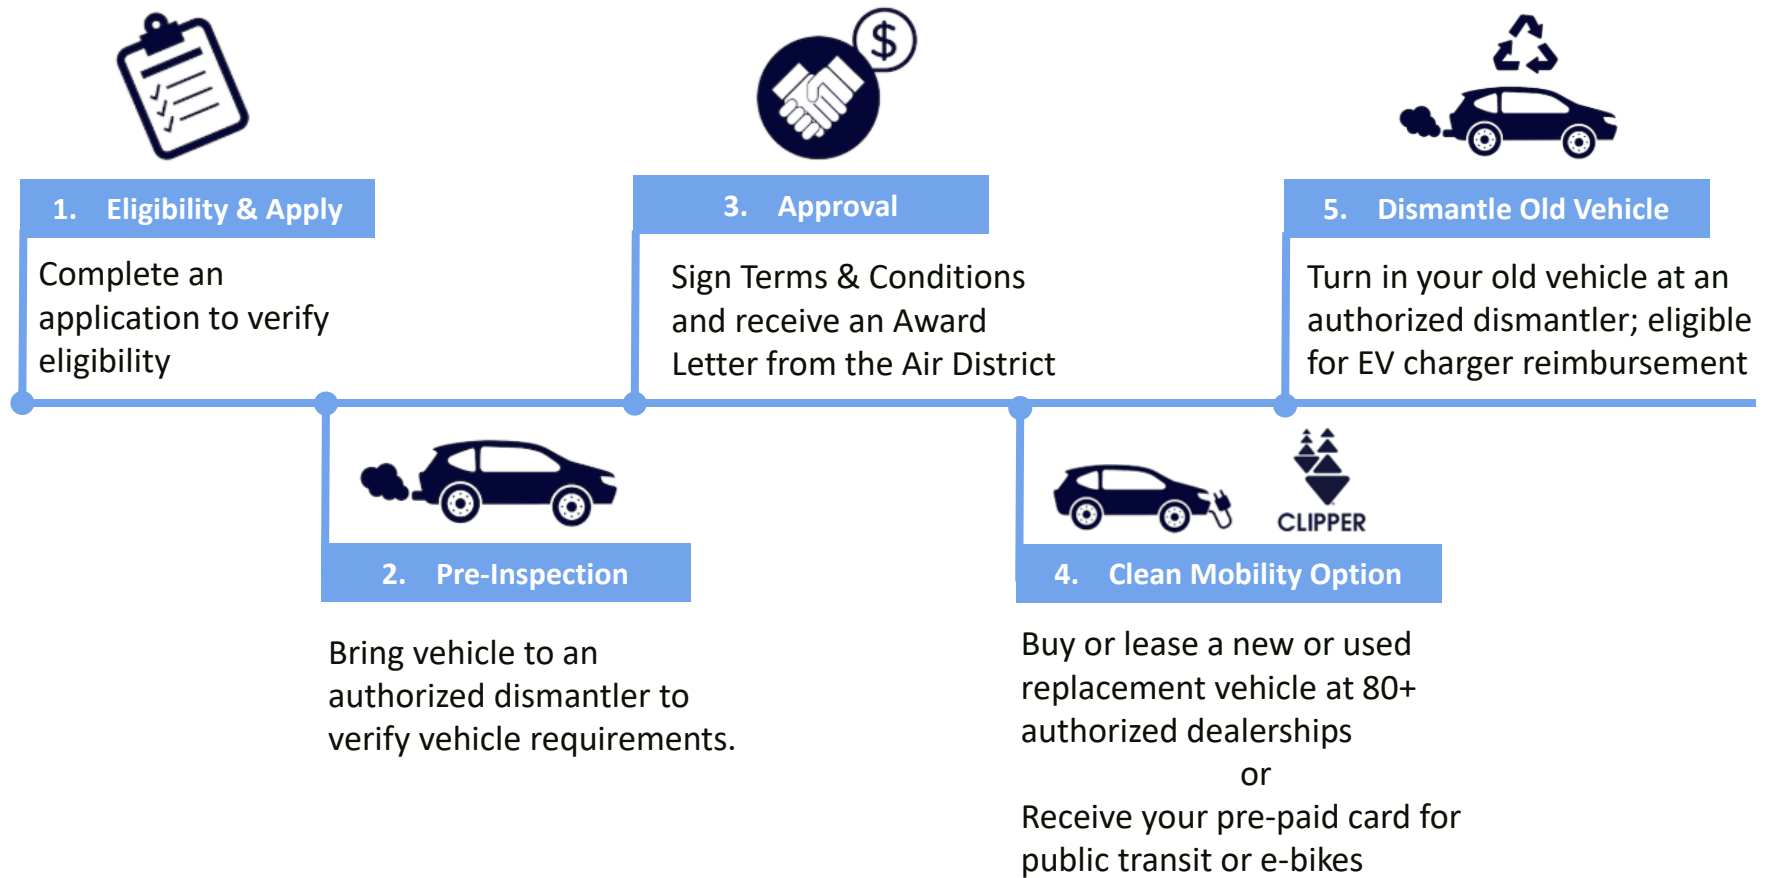 $
1. Eligibility & Apply
Complete an
application to verify
eligibility
2. Pre-Inspection
Bring vehicle to an
authorized dismantler to
verify vehicle requirements.
3. Approval
Sign Terms & Conditions
and receive an Award
Letter from the Air District
CLIPPER
4. Clean Mobility Option
Buy or lease a new or used
replacement vehicle at 80+
authorized dealerships
or
Receive your pre-paid card for
public transit or e-bikes
5. Dismantle Old Vehicle
Turn in your old vehicle at an
authorized dismantler; eligible
for EV charger reimbursement